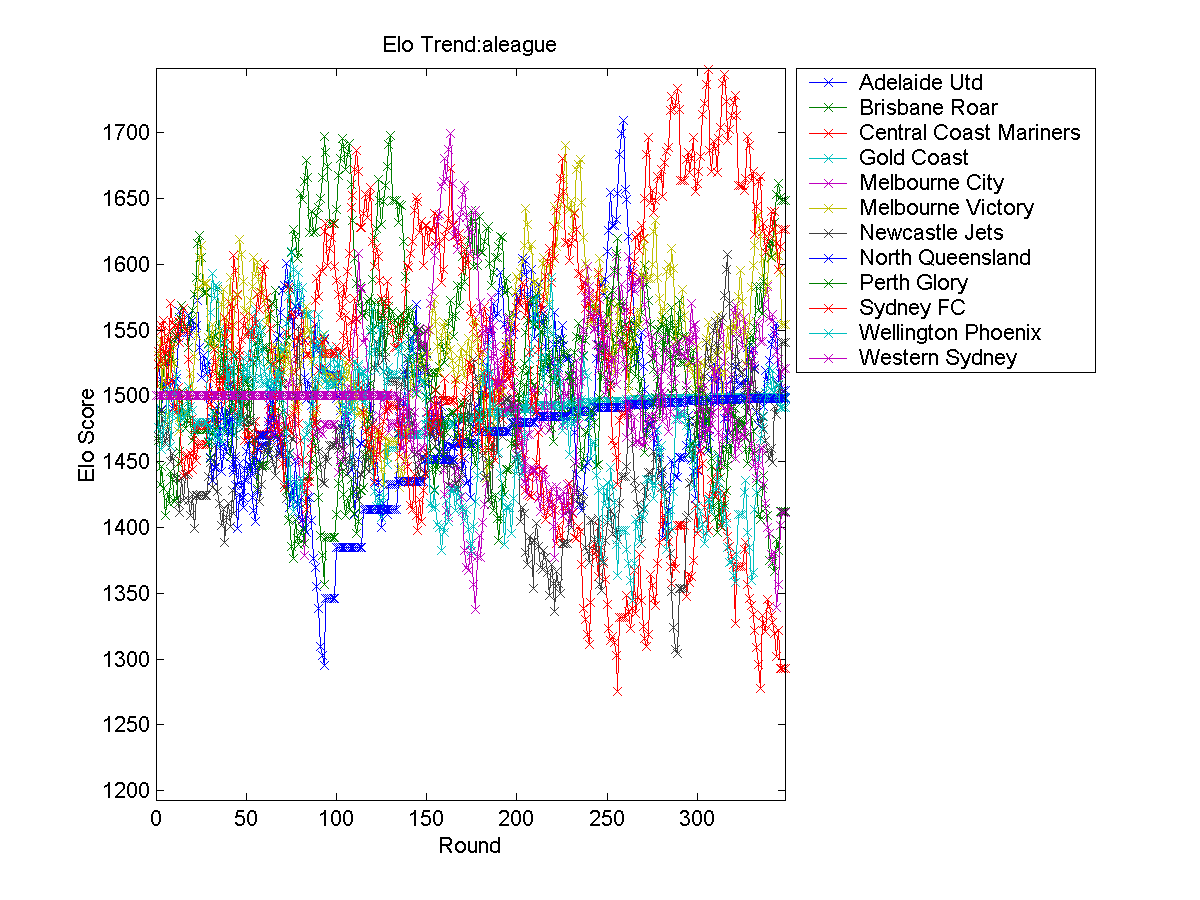 Elo Trend:aleague
Adelaide Utd
Brisbane Roar
Central Coast Mariners
Gold Coast
Melbourne City
Melbourne Victory
Newcastle Jets
North Queensland
Perth Glory
Sydney FC
Wellington Phoenix
Western Sydney
Elo Score
1700
1650
1600
1550
1500
1450
1400
1350
1300
1250
1200
0 50 100 150 200 250 300
Round